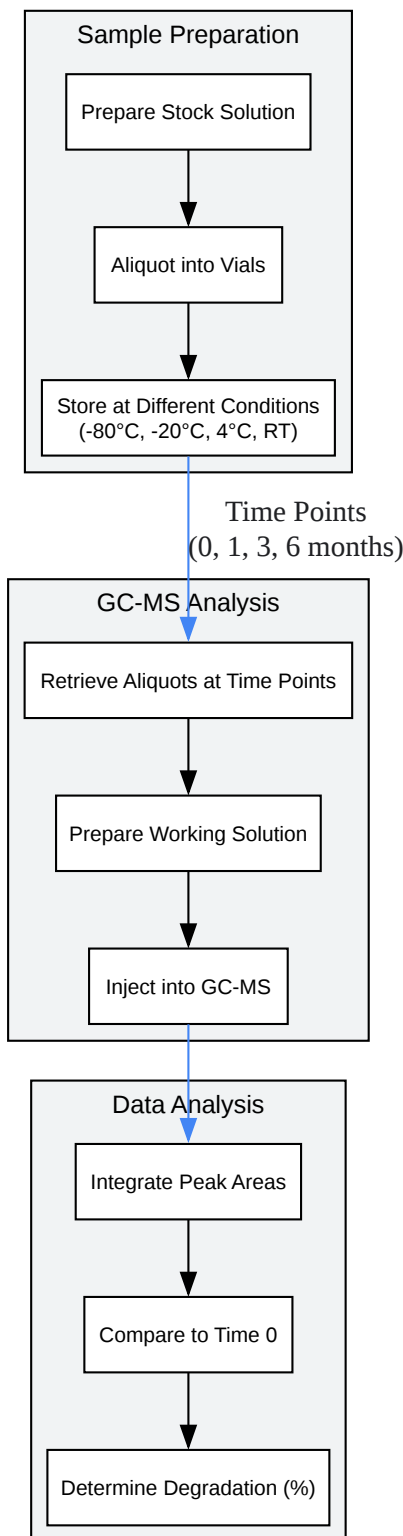 Sample Preparation
Prepare Stock Solution
Aliquot into Vials
Store at Different Conditions
(-80°C, -20°C, 4°C, RT)
Time Points
(0, 1, 3, 6 months)
GC-MS Analysis
Retrieve Aliquots at Time Points
Prepare Working Solution
Inject into GC-MS
Data Analysis
Integrate Peak Areas
Compare to Time 0
Determine Degradation (%)